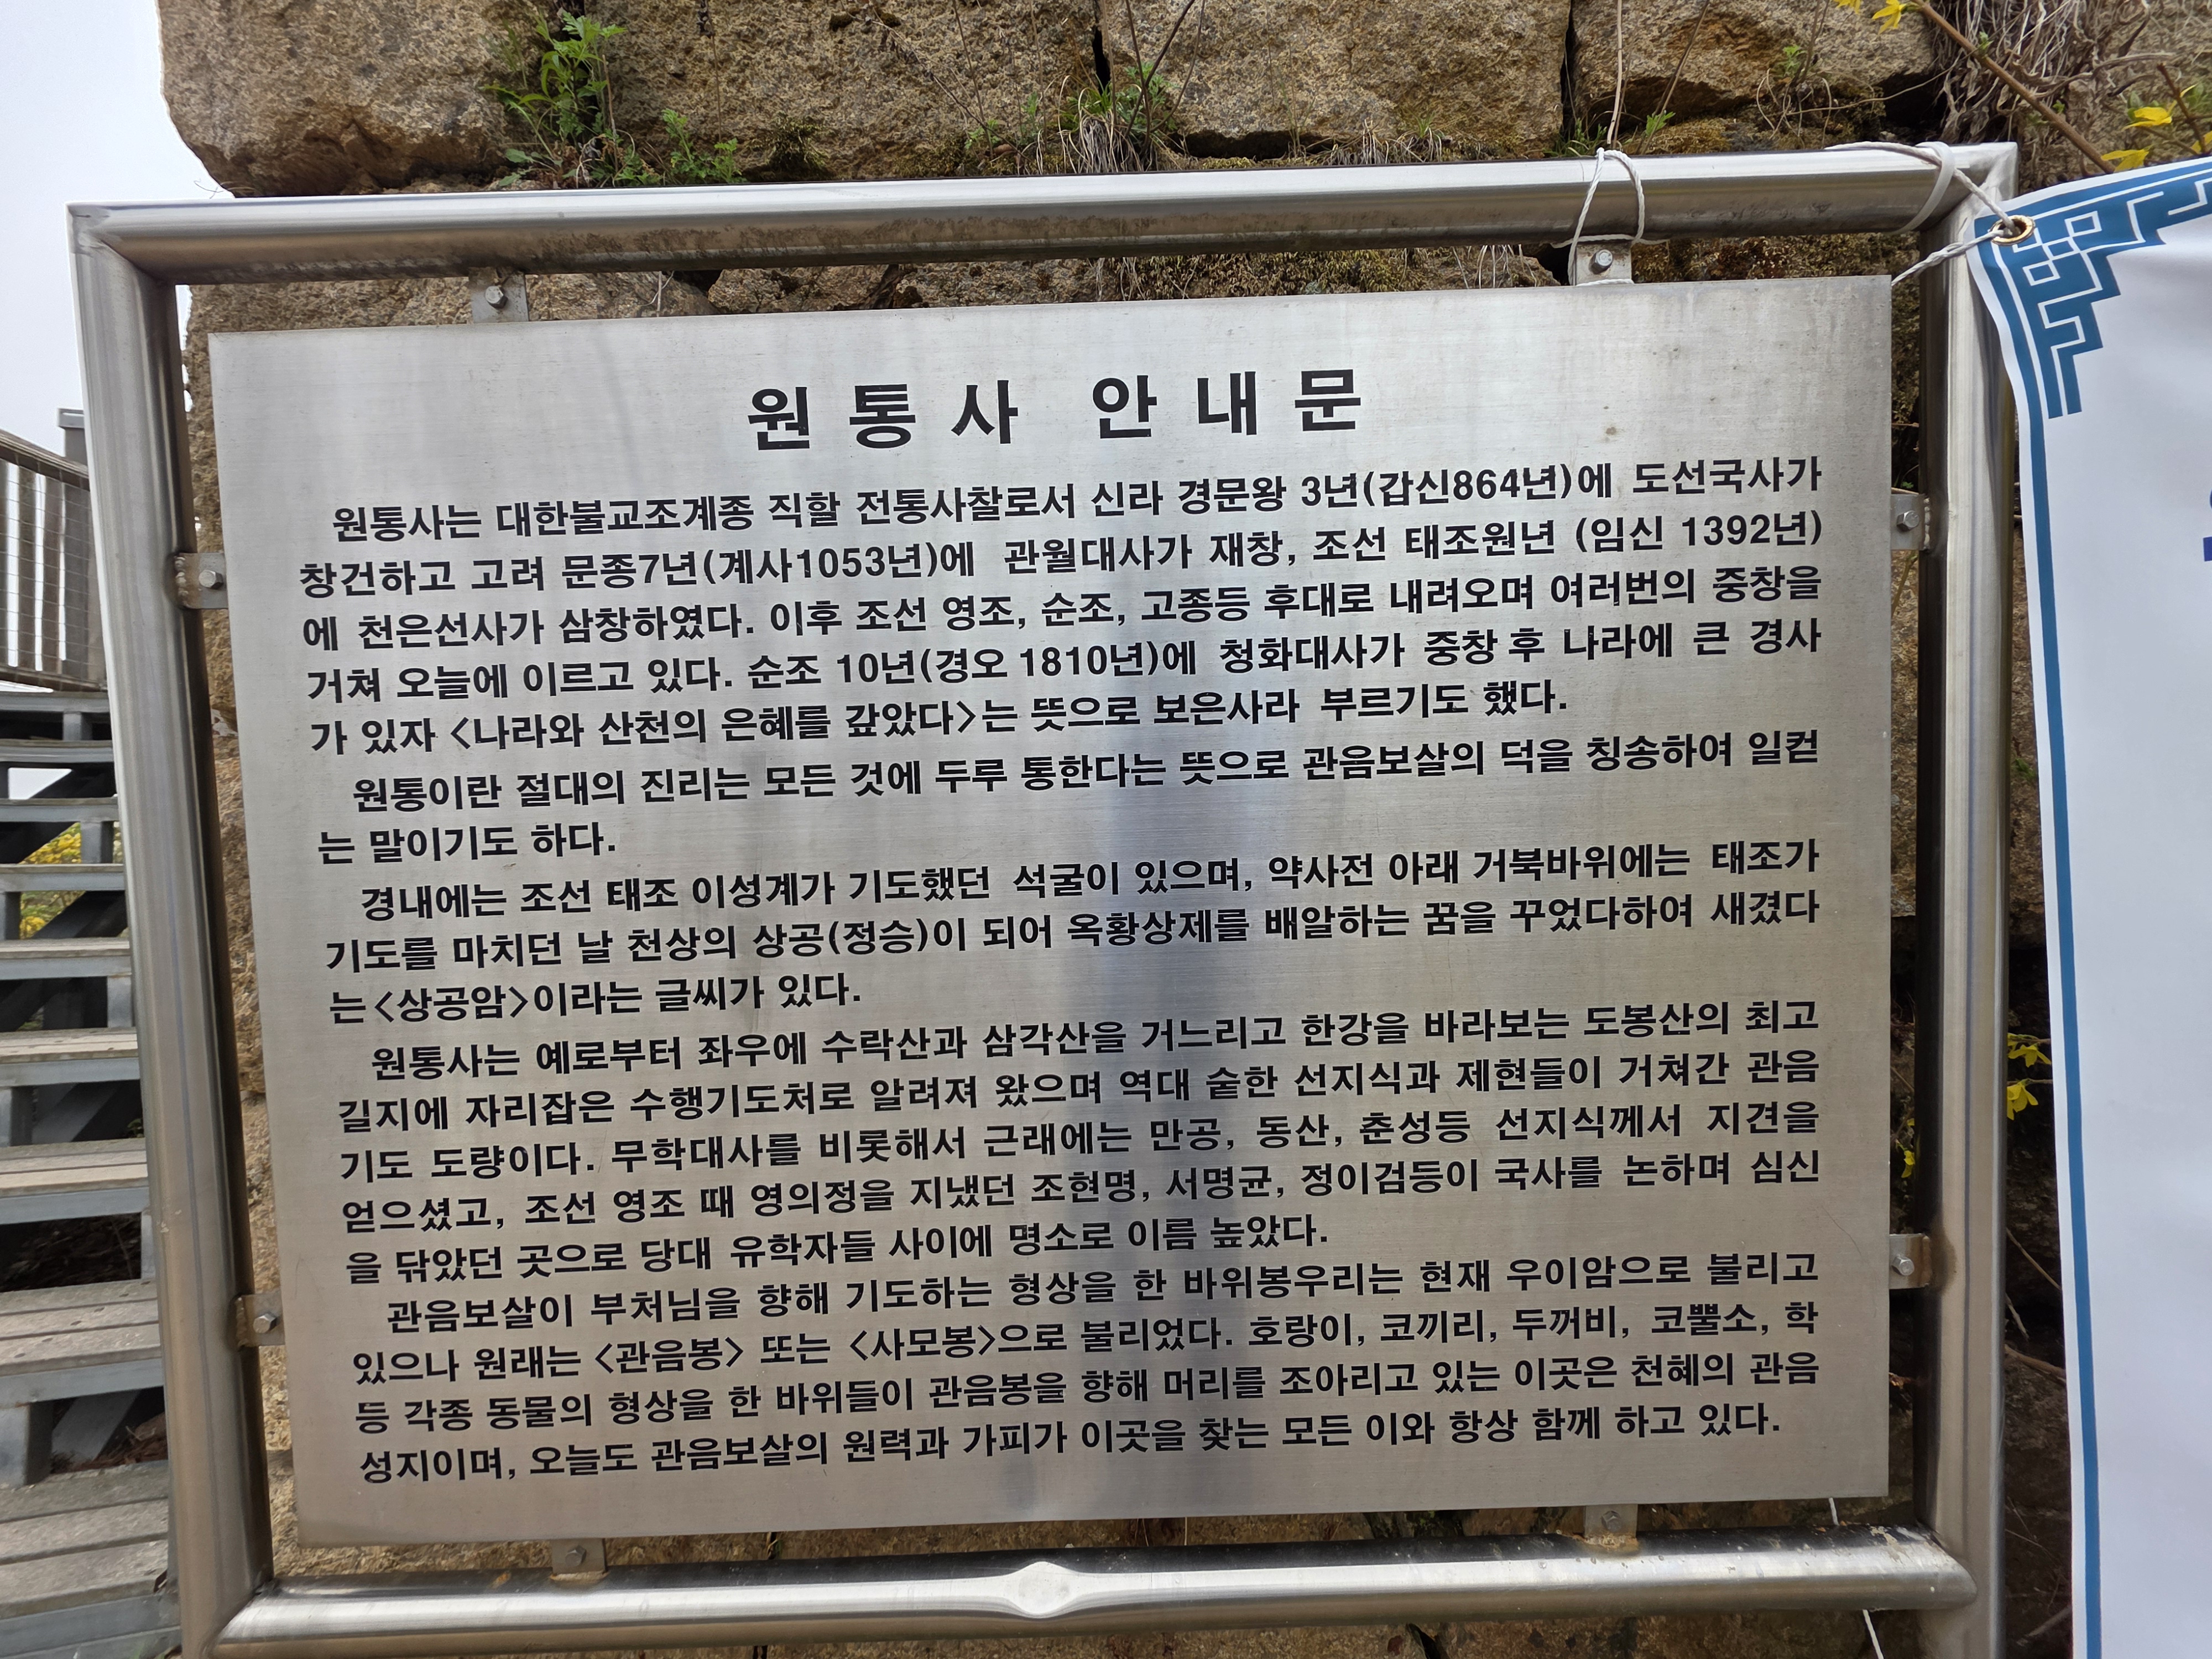 원통사 안내문
원통사는 대한불교조계종 직할 전통사찰로서 신라 경문왕 3년(갑신864년)에 도선국사가
창건하고 고려 문종7년(계사1053년)에 관월대사가 재창, 조선 태조원년 (임신 1392년)
에 천은선사가 삼창하였다. 이후 조선 영조, 순조, 고종등 후대로 내려오며 여러번의 중창을
거쳐 오늘에 이르고 있다. 순조 10년(경오 1810년)에 청화대사가 중창 후 나라에 큰 경사
가 있자 <나라와 산천의 은혜를 갚았다>는 뜻으로 보은사라 부르기도 했다.
원통이란 절대의 진리는 모든 것에 두루 통한다는 뜻으로 관음보살의 덕을 칭송하여 일컫
는 말이기도 하다.
경내에는 조선 태조 이성계가 기도했던 석굴이 있으며, 약사전 아래 거북바위에는 태조가
기도를 마치던 날 천상의 상공(정승)이 되어 옥황상제를 배알하는 꿈을 꾸었다하여 새겼다
는<상공암>이라는 글씨가 있다.
원통사는 예로부터 좌우에 수락산과 삼각산을 거느리고 한강을 바라보는 도봉산의 최고
길지에 자리잡은 수행기도처로 알려져 왔으며 역대 숱한 선지식과 제현들이 거쳐간 관음
기도 도량이다. 무학대사를 비롯해서 근래에는 만공, 동산, 춘성등 선지식께서 지견을
얻으셨고, 조선 영조 때 영의정을 지냈던 조현명, 서명균, 정이검등이 국사를 논하며 심신
을 닦았던 곳으로 당대 유학자들 사이에 명소로 이름 높았다.
관음보살이 부처님을 향해 기도하는 형상을 한 바위봉우리는 현재 우이암으로 불리고
있으나 원래는 <관음봉> 또는 <사모봉>으로 불리었다. 호랑이, 코끼리, 두꺼비, 코뿔소, 학
등 각종 동물의 형상을 한 바위들이 관음봉을 향해 머리를 조아리고 있는 이곳은 천혜의 관음
성지이며, 오늘도 관음보살의 원력과 가피가 이곳을 찾는 모든 이와 항상 함께 하고 있다.